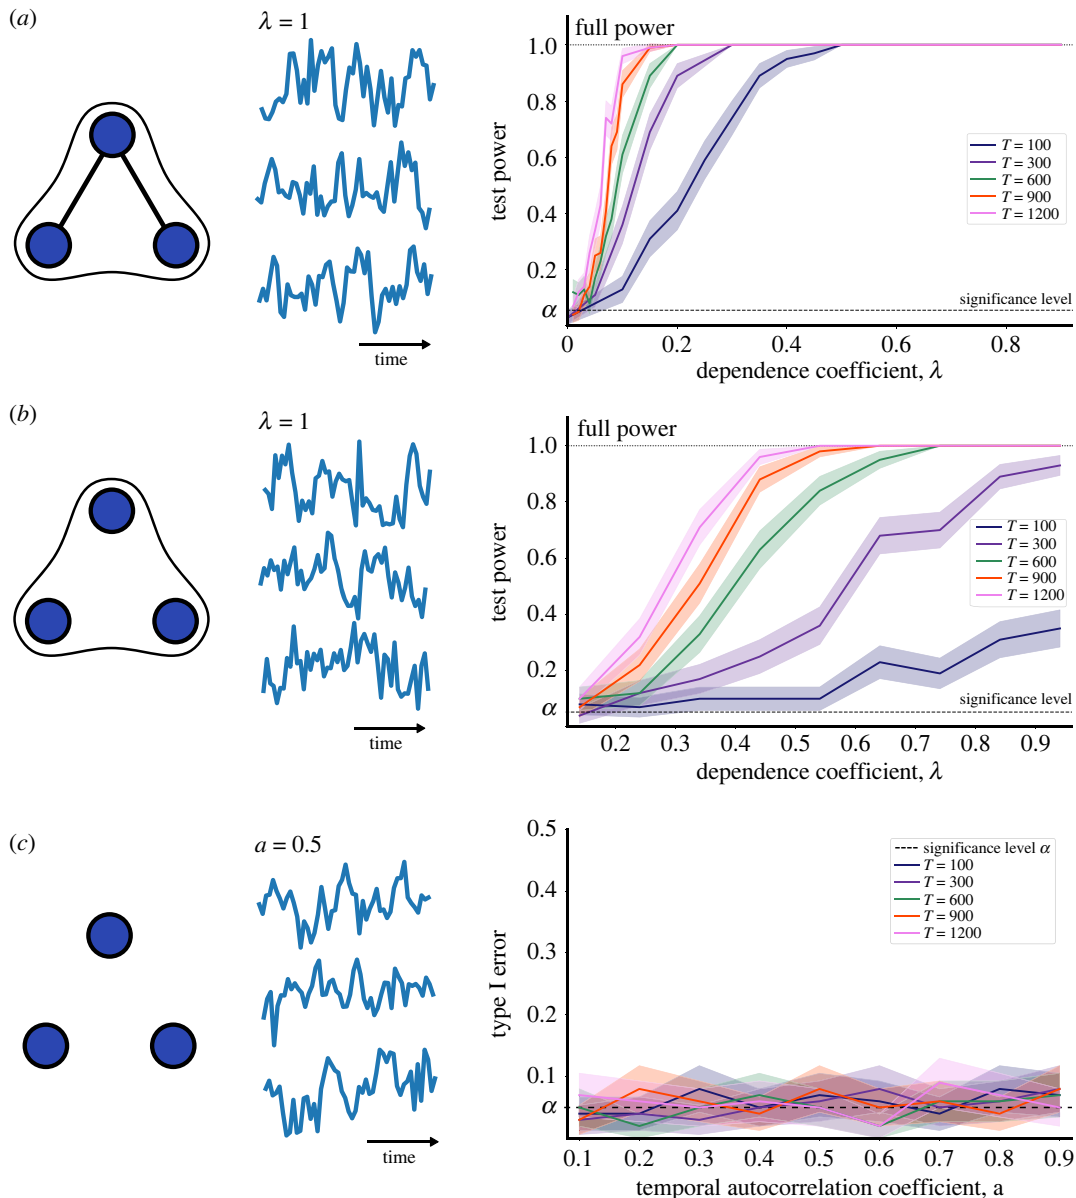 (a)
λ = 1
time
full power
1.0
0.8
0.6
0.4
0.2
α
test power
T = 100
T = 300
T = 600
T = 900
T = 1200
significance level
0 0.2 0.4 0.6 0.8
dependence coefficient, λ
(b)
λ = 1
time
full power
1.0
0.8
0.6
0.4
0.2
α
test power
T = 100
T = 300
T = 600
T = 900
T = 1200
significance level
0.2 0.3 0.4 0.5 0.6 0.7 0.8 0.9
dependence coefficient, λ
(c)
a = 0.5
time
0.5
0.4
0.3
0.2
0.1
α
type I error
significance level α
T = 100
T = 300
T = 600
T = 900
T = 1200
0.1 0.2 0.3 0.4 0.5 0.6 0.7 0.8 0.9
temporal autocorrelation coefficient, a